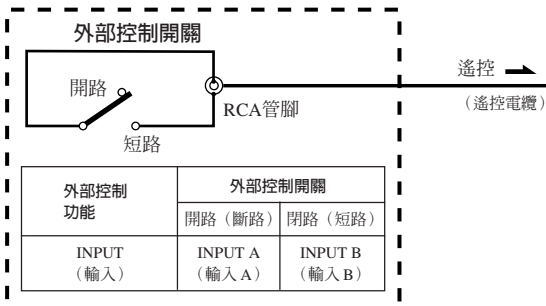 外部控制開關
開路
短路
RCA管腳
遙控
（遙控電纜）
外部控制
功能
外部控制開關
開路（斷路）
閉路（短路）
INPUT
（輸入）
INPUT A
（輸入 A）
INPUT B
（輸入 B）